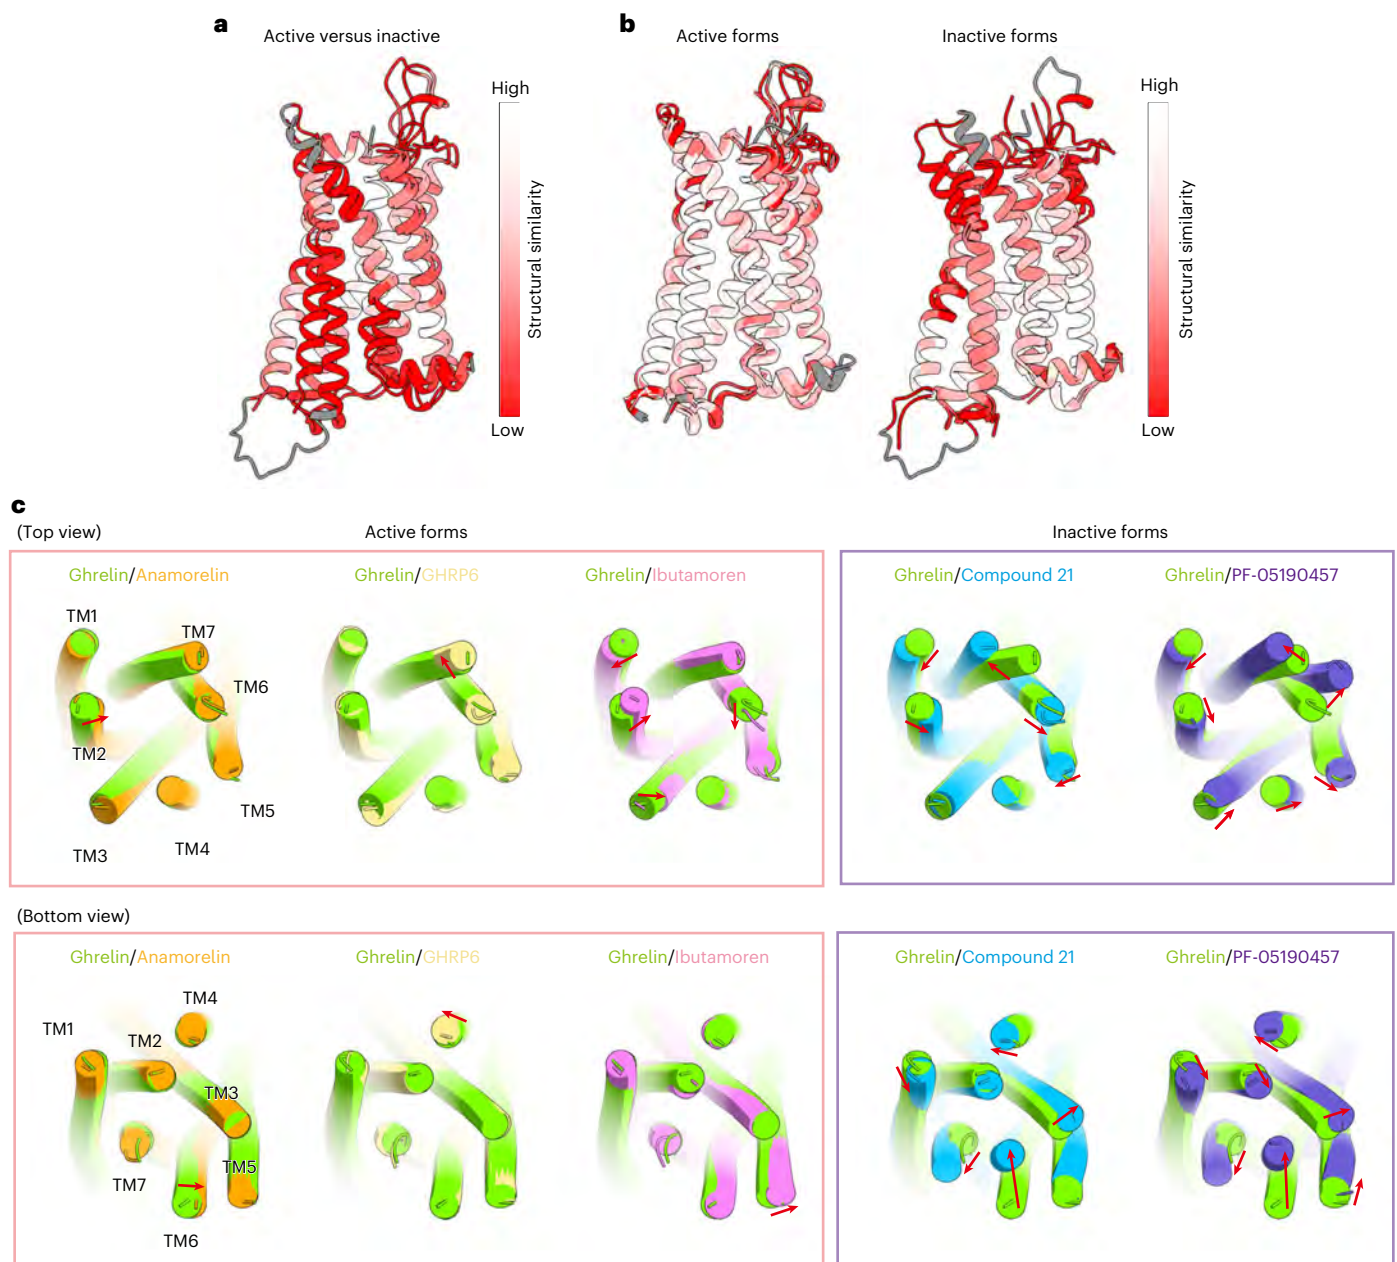 a
Active versus inactive
High
Structural similarity
Low
b
Active forms
Inactive forms
High
Structural similarity
Low
c
(Top view)
Active forms
Inactive forms
Ghrelin/Anamorelin
Ghrelin/GHRP6
Ghrelin/Ibutamoren
Ghrelin/Compound 21
Ghrelin/PF-05190457
TM1
TM7
TM6
TM2
TM5
TM4
TM3
(Bottom view)
Ghrelin/Anamorelin
Ghrelin/GHRP6
Ghrelin/Ibutamoren
Ghrelin/Compound 21
Ghrelin/PF-05190457
TM4
TM1
TM2
TM3
TM5
TM7
TM6